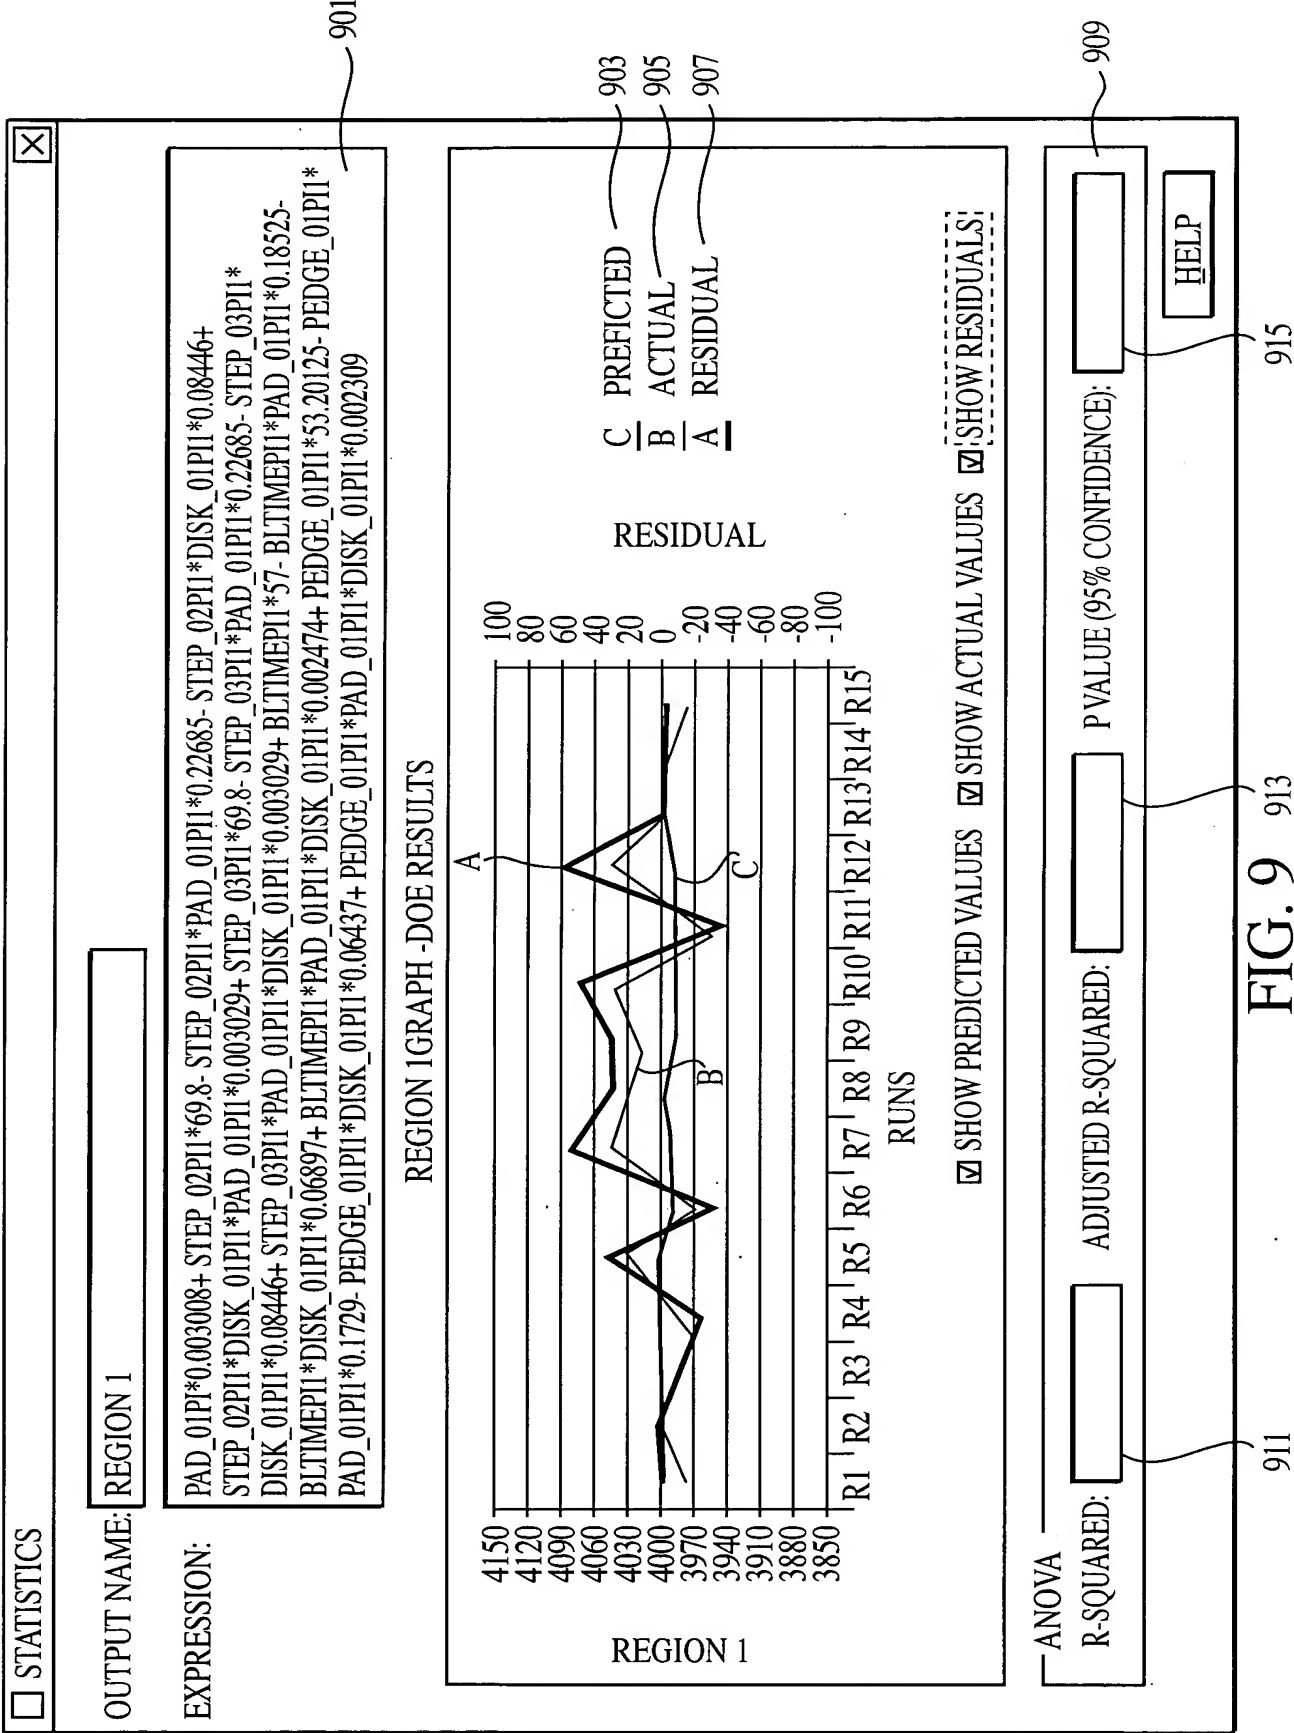 STATISTICS
OUTPUT NAME: REGION 1
EXPRESSION:
PAD_01PI*0.003008+ STEP_02PI1*69.8- STEP_02PI1*PAD_01PI1*0.22685- STEP_02PI1*DISK_01PI1*0.08446+
STEP_02PI1*DISK_01PI1*PAD_01PI1*0.003029+ STEP_03PI1*69.8- STEP_03PI1*PAD_01PI1*0.22685- STEP_03PI1*
DISK_01PI1*0.08446+ STEP_03PI1*PAD_01PI1*DISK_01PI1*0.003029+ BLTIMEPI1*57- BLTIMEPI1*PAD_01PI1*0.18525-
BLTIMEPI1*DISK_01PI1*0.06897+ BLTIMEPI1*PAD_01PI1*DISK_01PI1*0.002474+ PEDGE_01PI1*53.20125- PEDGE_01PI1*
PAD_01PI1*0.1729- PEDGE_01PI1*DISK_01PI1*0.06437+ PEDGE_01PI1*PAD_01PI1*DISK_01PI1*0.002309
901
REGION 1GRAPH -DOE RESULTS
REGION 1
4150
4120
4090
4060
4030
4000
3970
3940
3910
3880
3850
A
B
C
100
80
60
40
20
0
-20
-40
-60
-80
-100
RESIDUAL
R1 R2 R3 R4 R5 R6 R7 R8 R9 R10 R11 R12 R13 R14 R15
RUNS
C PREFICTED 903
B ACTUAL 905
A RESIDUAL 907
SHOW PREDICTED VALUES SHOW ACTUAL VALUES SHOW RESIDUALS
ANOVA
909
R-SQUARED: ADJUSTED R-SQUARED: P VALUE (95% CONFIDENCE):
HELP
911 913 915
FIG. 9